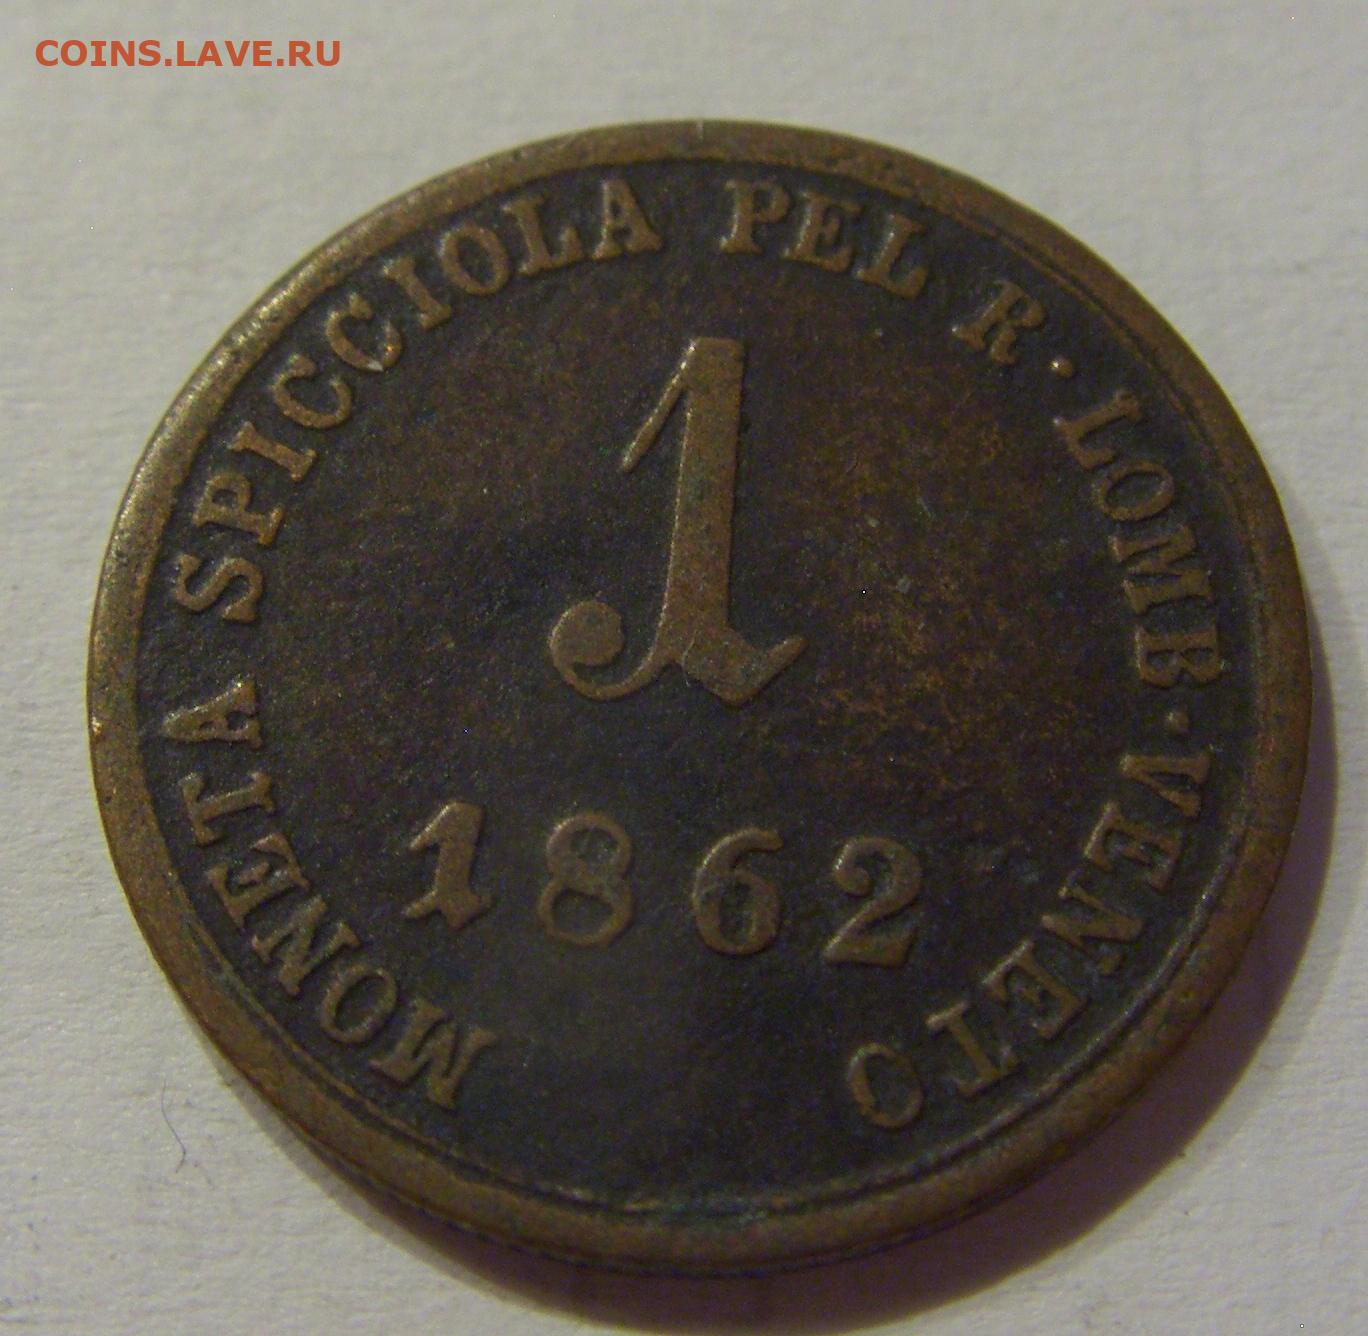 COINS.LAVE.RU
MONETA SPICCIOLA PEL R · LOMB · VENETO
1
1862